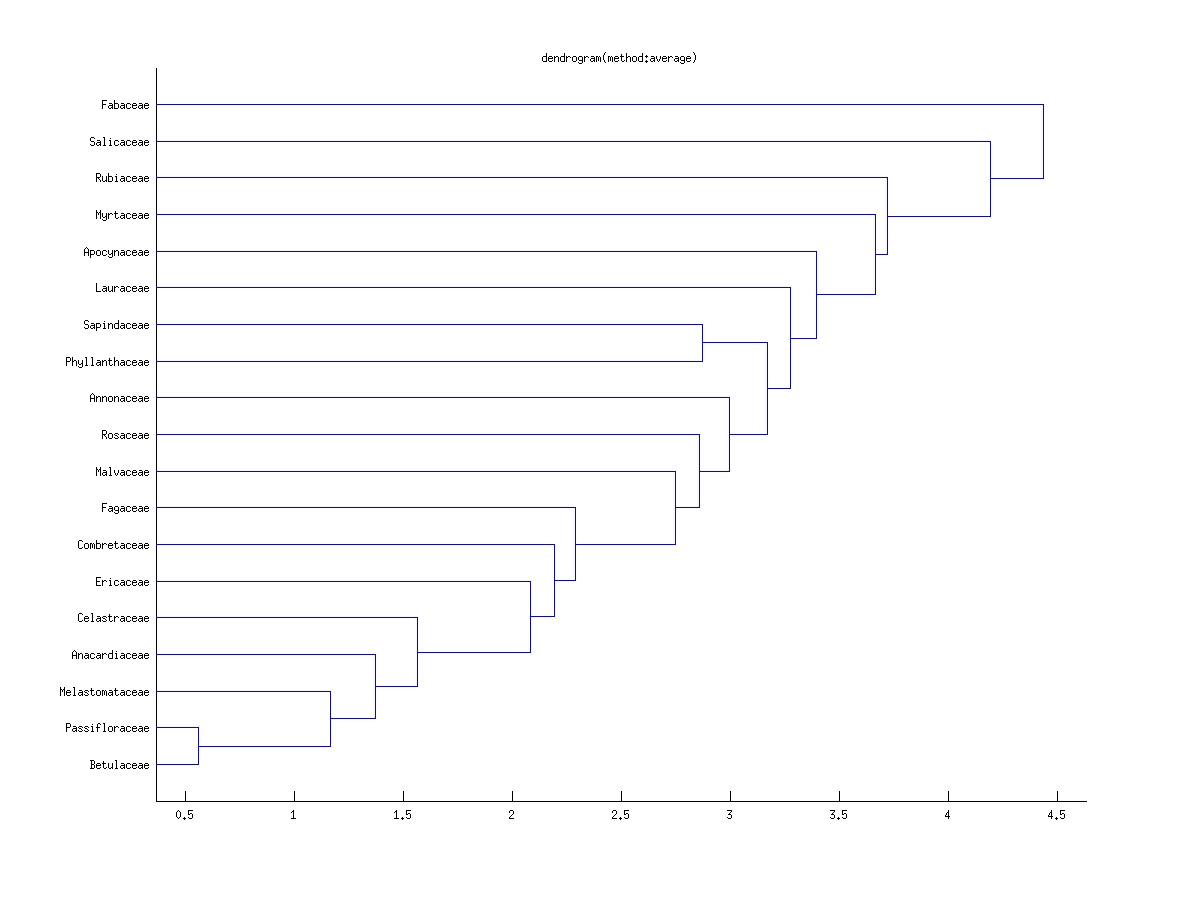 dendrogram(method:average)
Fabaceae
Salicaceae
Rubiaceae
Myrtaceae
Apocynaceae
Lauraceae
Sapindaceae
Phyllanthaceae
Annonaceae
Rosaceae
Malvaceae
Fagaceae
Combretaceae
Ericaceae
Celastraceae
Anacardiaceae
Melastomataceae
Passifloraceae
Betulaceae
0.5 1 1.5 2 2.5 3 3.5 4 4.5